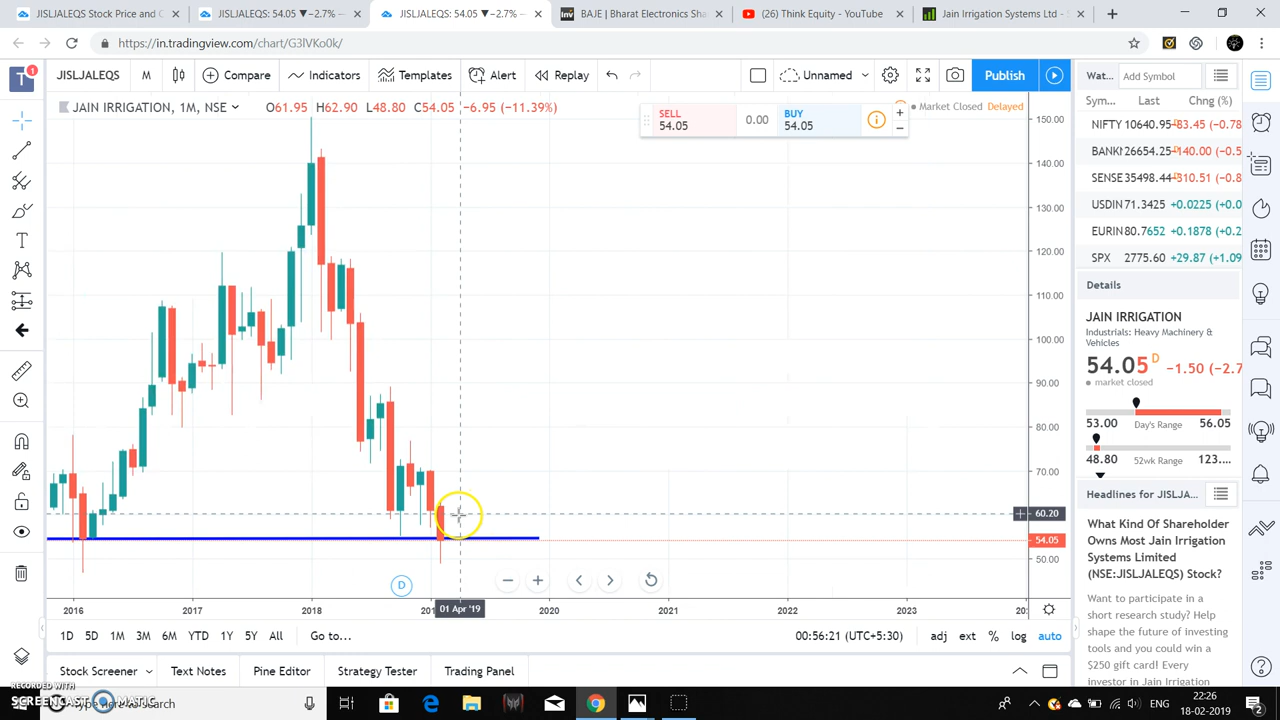 JISLJALEQS Stock Price and C
JISLJALEQS: 54.05 ▼−2.7% −
JISLJALEQS: 54.05 ▼−2.7% −
BAJE | Bharat Electronics Sha
(26) Think Equity - YouTube
Jain Irrigation Systems Ltd -
https://in.tradingview.com/chart/G3lVKo0k/
JISLJALEQS M Compare Indicators Templates Alert Replay Unnamed Publish
Wat... Add Symbol
JAIN IRRIGATION, 1M, NSE O61.95 H62.90 L48.80 C54.05 −6.95 (−11.39%)
SELL
54.05
0.00
BUY
54.05
Market Closed Delayed
Sym... Last Chng (%)
NIFTY 10640.95 −83.45 (−0.78
BANKI 26654.25 −140.00 (−0.5
SENSE 35498.44 −310.51 (−0.8
USDIN 71.3425 +0.0225 (+0.0
EURIN 80.7652 +0.1878 (+0.2
SPX 2775.60 +29.87 (+1.09
Details
JAIN IRRIGATION
Industrials: Heavy Machinery &
Vehicles
54.05 D −1.50 (−2.7
market closed
53.00 Day's Range 56.05
48.80 52wk Range 123....
Headlines for JISLJA...
What Kind Of Shareholder
Owns Most Jain Irrigation
Systems Limited
(NSE:JISLJALEQS) Stock?
Want to participate in a
short research study? Help
shape the future of investing
tools and you could win a
$250 gift card! Every
investor in Jain Irrigation
150.00
140.00
130.00
120.00
110.00
100.00
90.00
80.00
70.00
60.20
54.05
50.00
D
2016 2017 2018 201 01 Apr '19 2020 2021 2022 2023 20
1D 5D 1M 3M 6M YTD 1Y 5Y All Go to... 00:56:21 (UTC+5:30) adj ext % log auto
Stock Screener Text Notes Pine Editor Strategy Tester Trading Panel
RECORDED WITH
SCREENCAST MATIC
here to search
ENG
22:26
18-02-2019